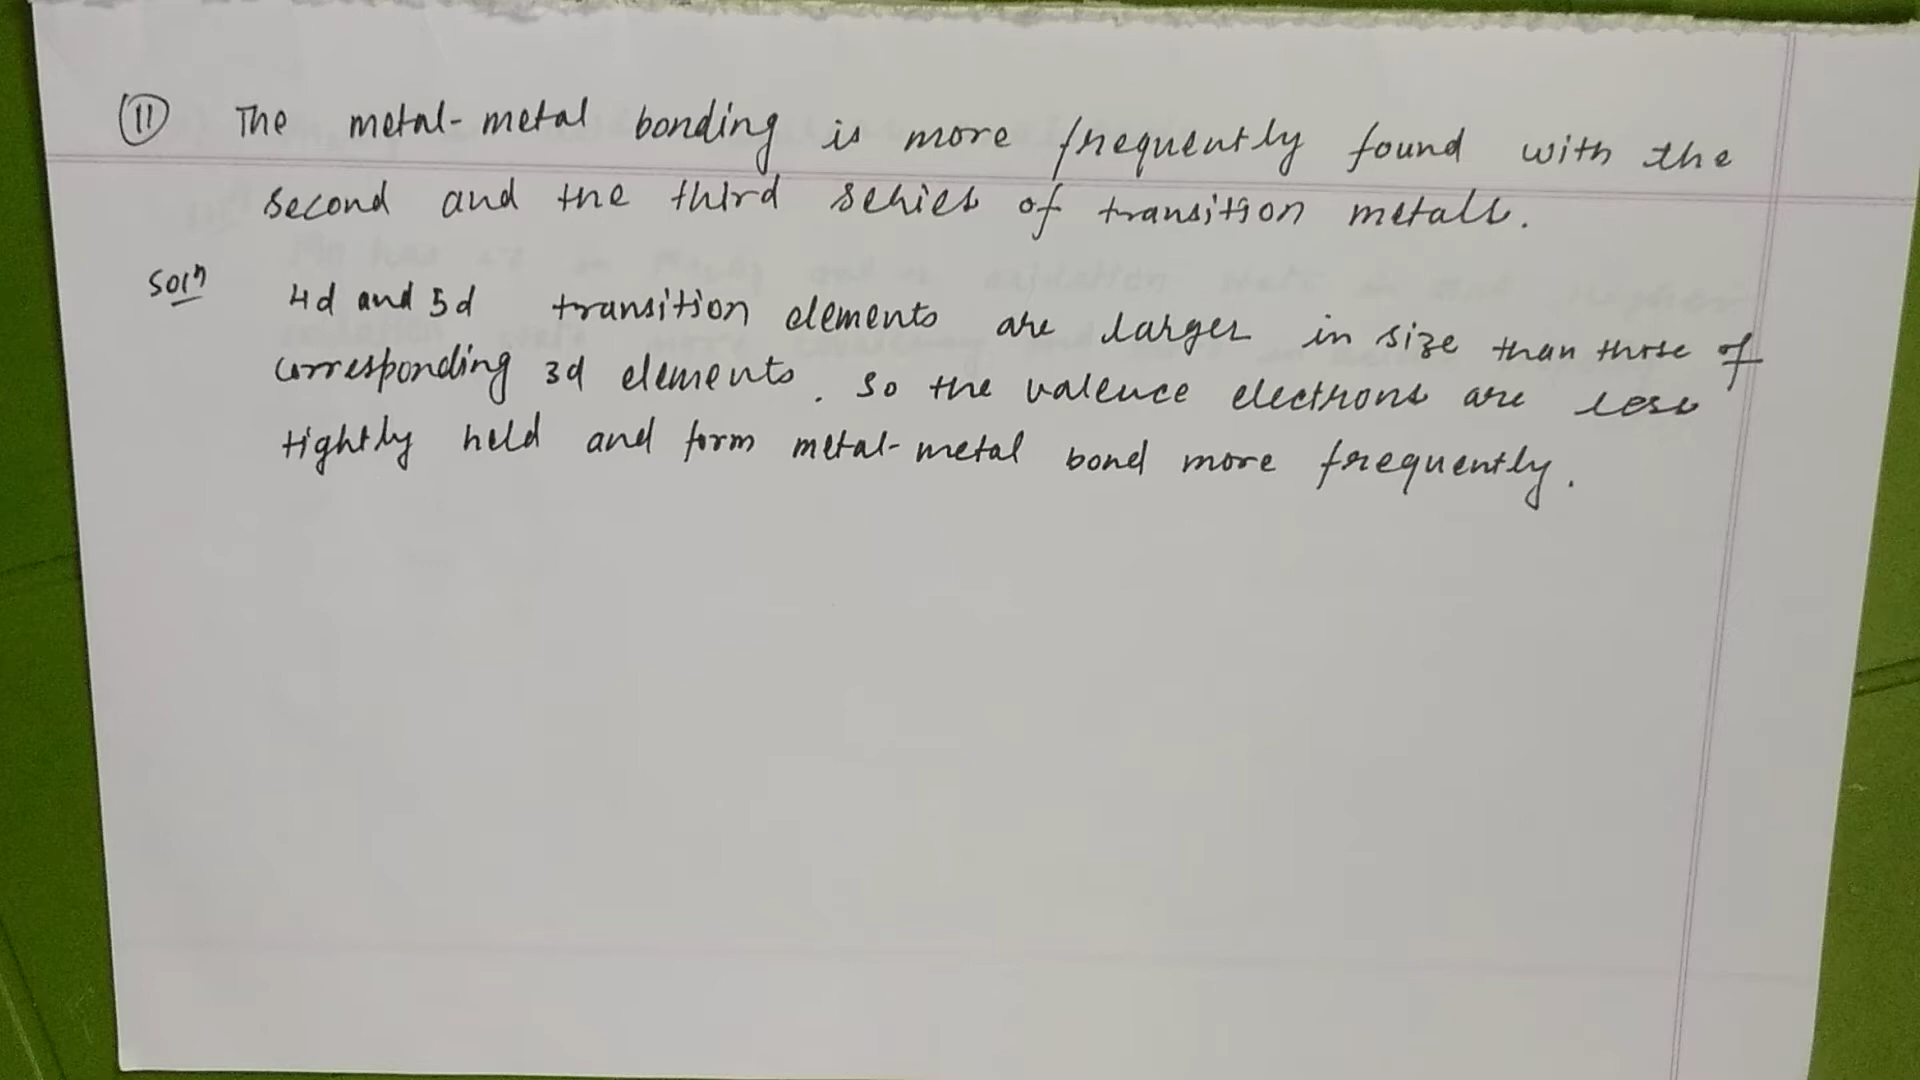 11 The metal-metal bonding is more frequently found with the
second and the third series of transition metals.
Soln 4d and 5d transition elements are larger in size than those of
corresponding 3d elements. So the valence electrons are less
tightly held and form metal-metal bond more frequently.